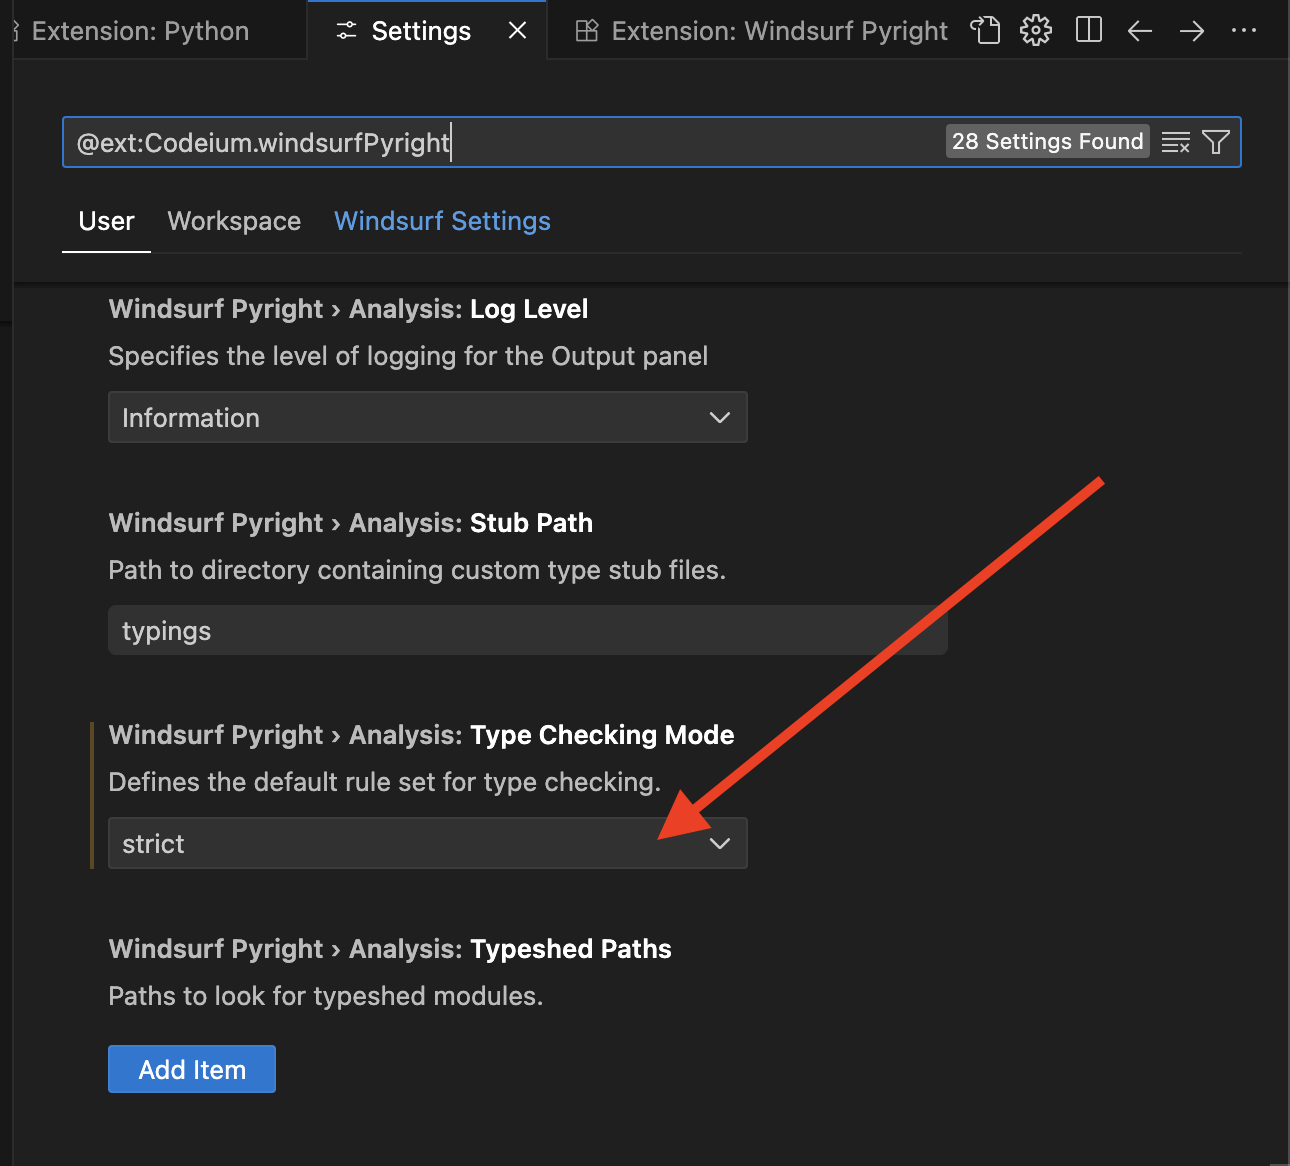 Extension: Python
Settings
Extension: Windsurf Pyright
@ext:Codeium.windsurfPyright
28 Settings Found
User Workspace Windsurf Settings
Windsurf Pyright › Analysis: Log Level
Specifies the level of logging for the Output panel
Information
Windsurf Pyright › Analysis: Stub Path
Path to directory containing custom type stub files.
typings
Windsurf Pyright › Analysis: Type Checking Mode
Defines the default rule set for type checking.
strict
Windsurf Pyright › Analysis: Typeshed Paths
Paths to look for typeshed modules.
Add Item